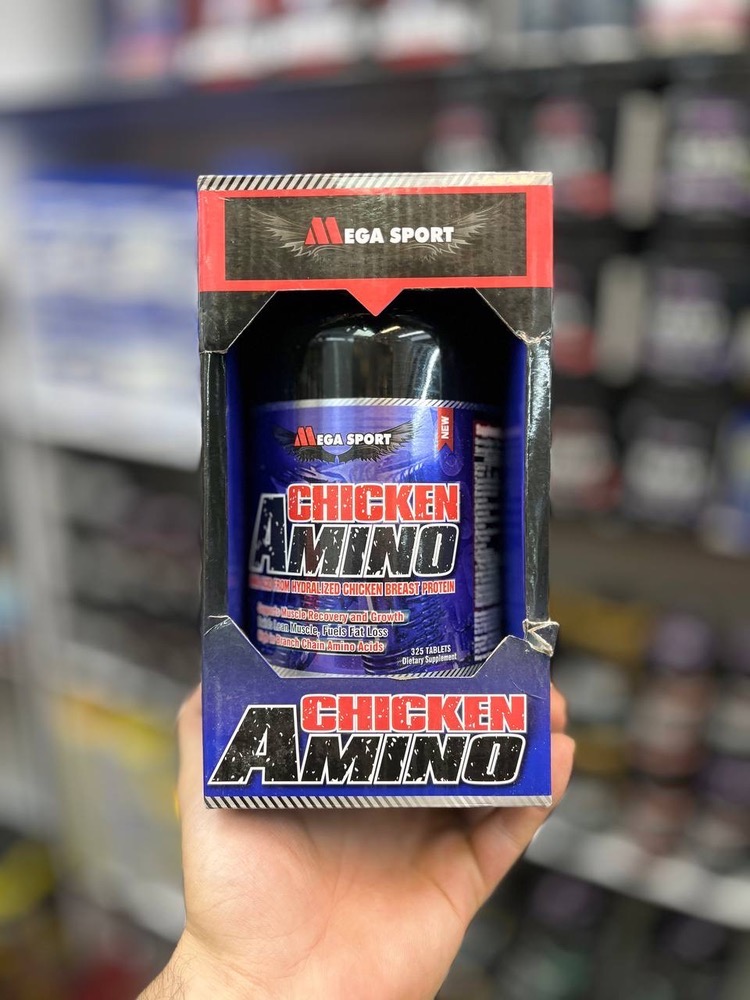 MEGA SPORT
MEGA SPORT
NEW
CHICKEN
AMINO
FROM HYDRALIZED CHICKEN BREAST PROTEIN
Muscle Recovery and Growth
Lean Muscle, Fuels Fat Loss
Branch Chain Amino Acids
325 TABLETS
Dietary Supplement
CHICKEN
AMINO